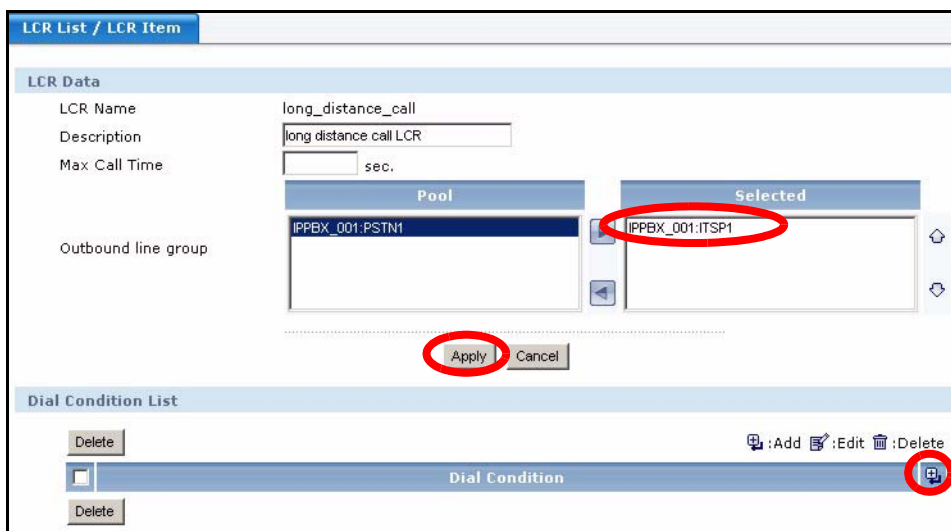 LCR List / LCR Item
LCR Data
LCR Name long_distance_call
Description long distance call LCR
Max Call Time sec.
Pool Selected
Outbound line group IPPBX_001:PSTN1 IPPBX_001:ITSP1
Apply Cancel
Dial Condition List
Delete :Add :Edit :Delete
Dial Condition
Delete